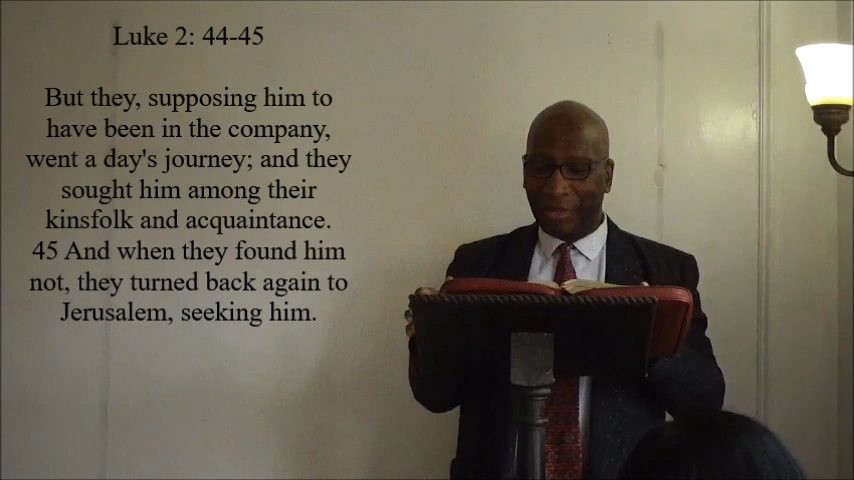 Luke 2: 44-45
But they, supposing him to
have been in the company,
went a day's journey; and they
sought him among their
kinsfolk and acquaintance.
45 And when they found him
not, they turned back again to
Jerusalem, seeking him.